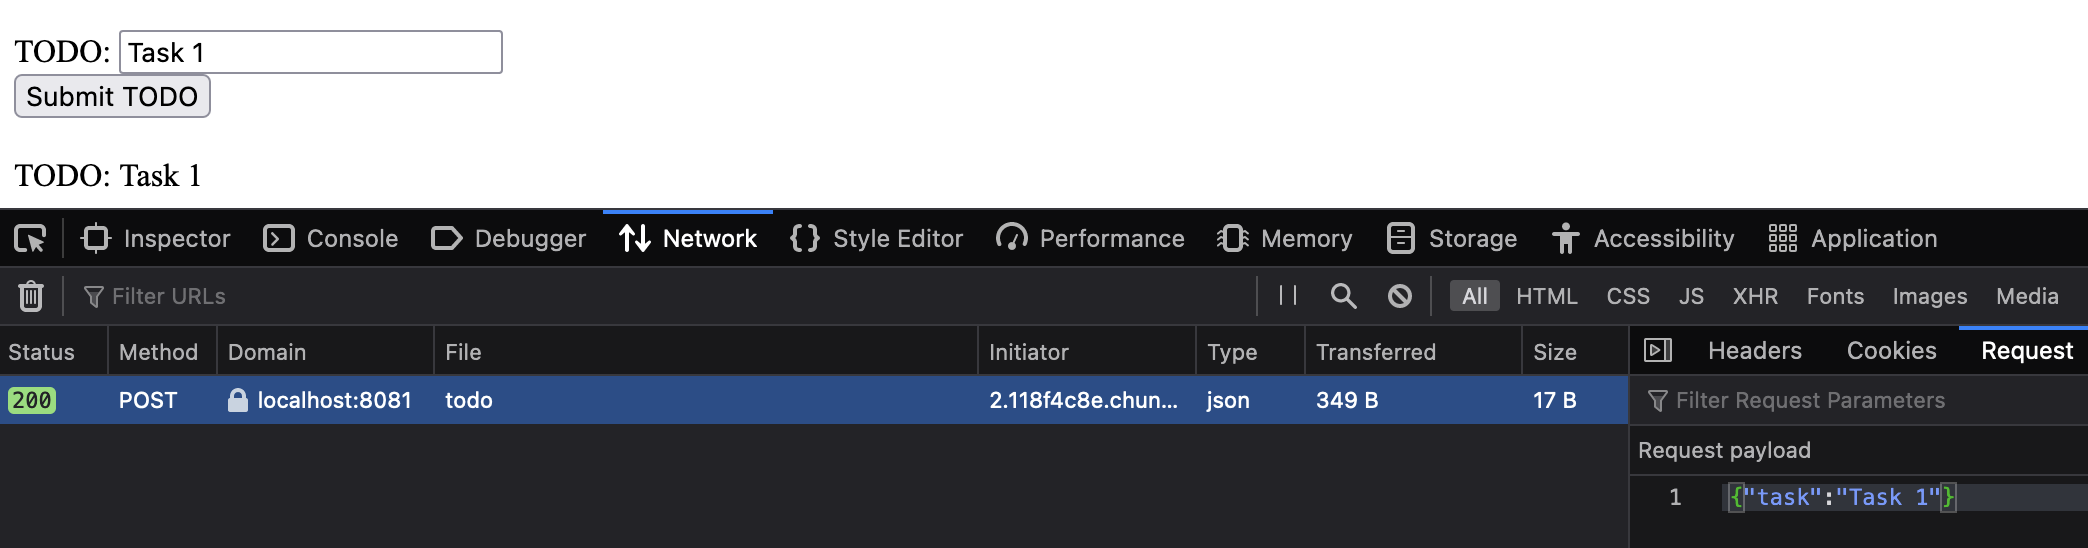 TODO: Task 1
Submit TODO
TODO: Task 1
Inspector Console Debugger Network Style Editor Performance Memory Storage Accessibility Application
Filter URLs All HTML CSS JS XHR Fonts Images Media
Status Method Domain File Initiator Type Transferred Size Headers Cookies Request
200 POST localhost:8081 todo 2.118f4c8e.chun... json 349 B 17 B Filter Request Parameters
Request payload
1 {"task":"Task 1"}